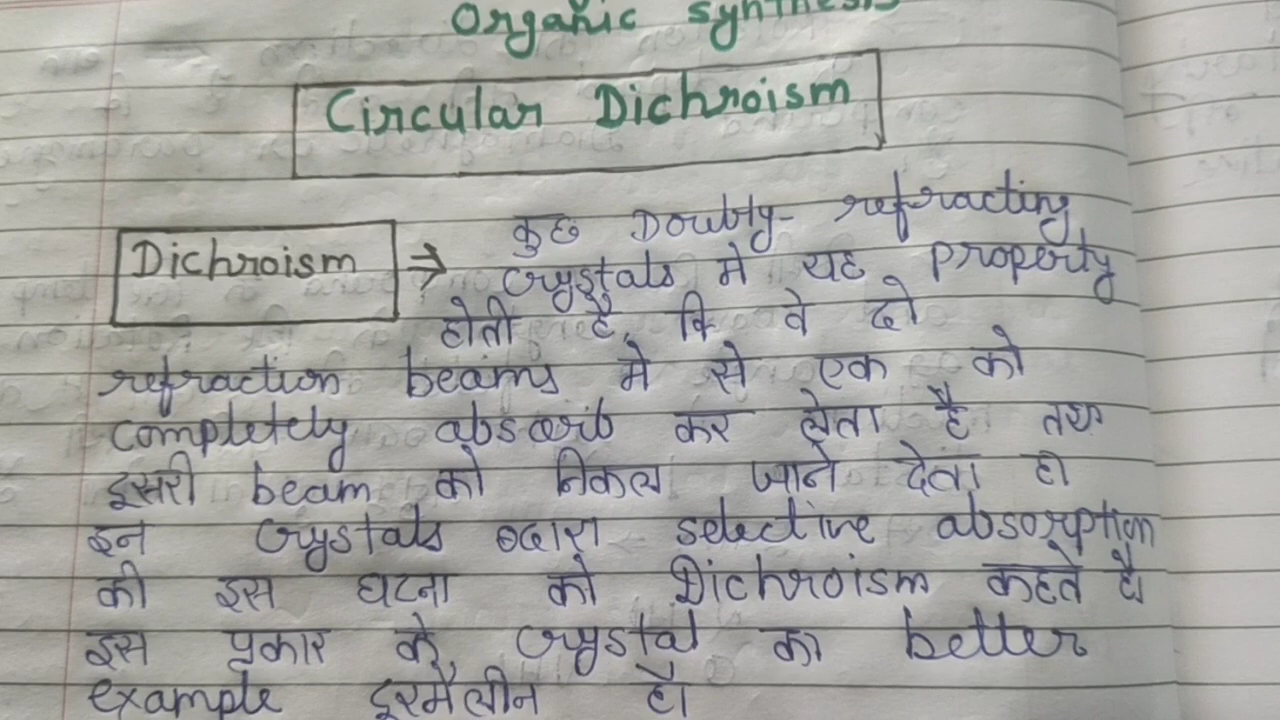 Organic synthesis
Circular Dichroism
Dichroism ⇒ कुछ Doubly- refracting
crystals मे यह property
होती है, कि वे दो
refraction beams मे से एक को
completely absorb कर लेता है तथा
दुसरी beam को निकल जाने देता है।
इन crystals द्वारा selective absorption
की इस घटना को Dichroism कहते है।
इस प्रकार के crystal का better
example टूरमैलीन है।